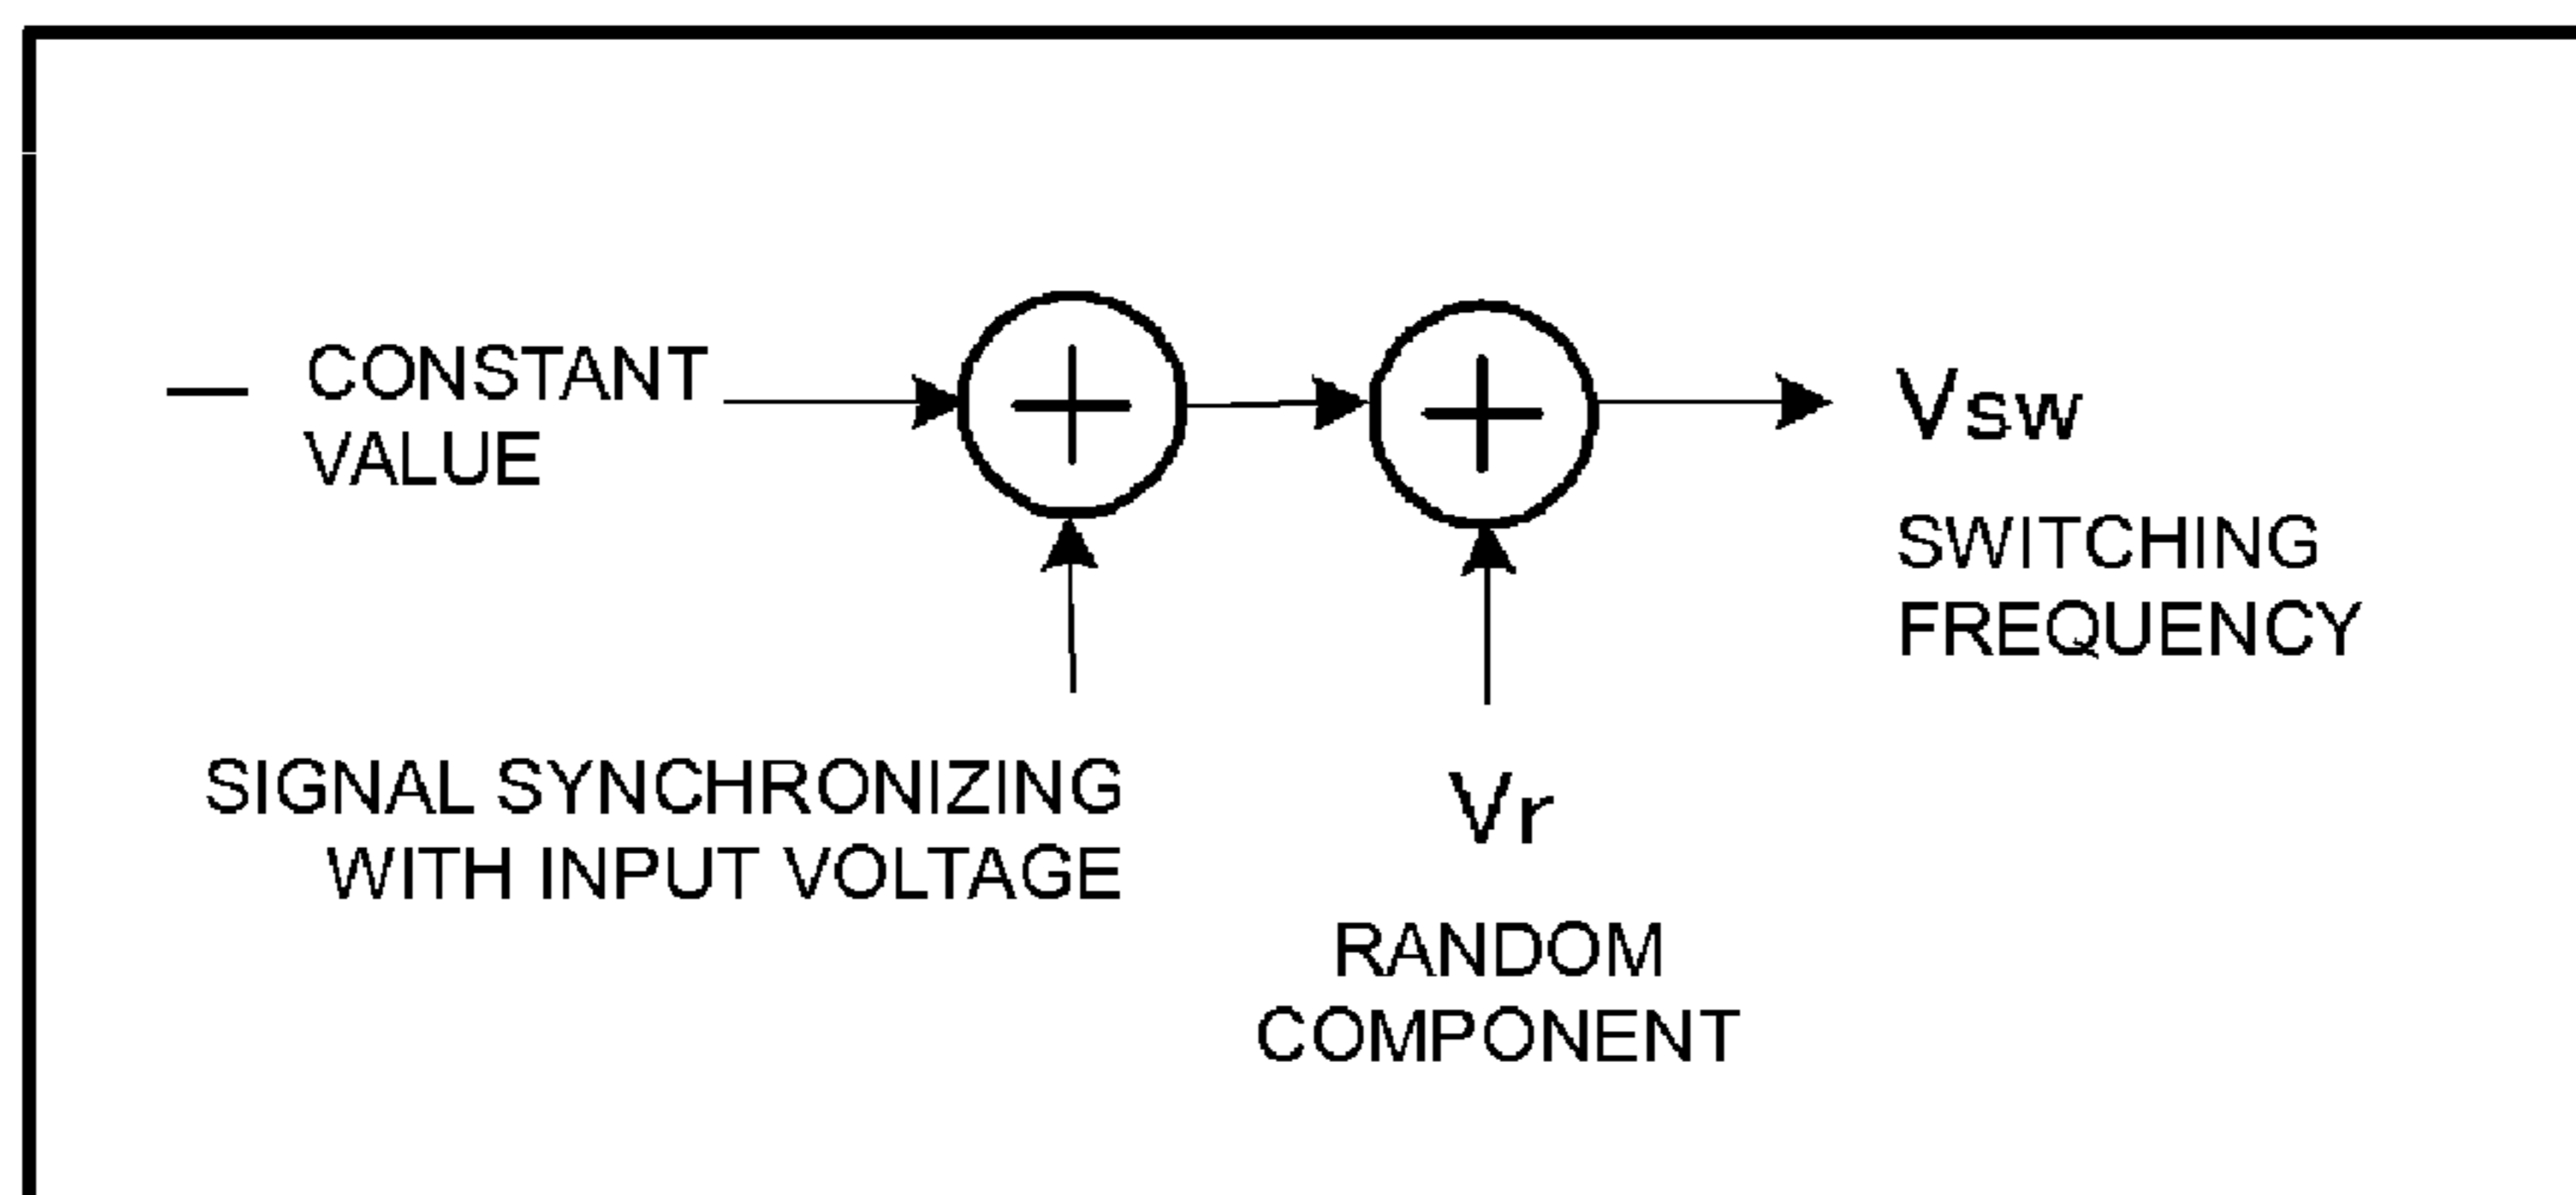 — CONSTANT
VALUE
+
+
Vsw
SWITCHING
FREQUENCY
SIGNAL SYNCHRONIZING
WITH INPUT VOLTAGE
Vr
RANDOM
COMPONENT